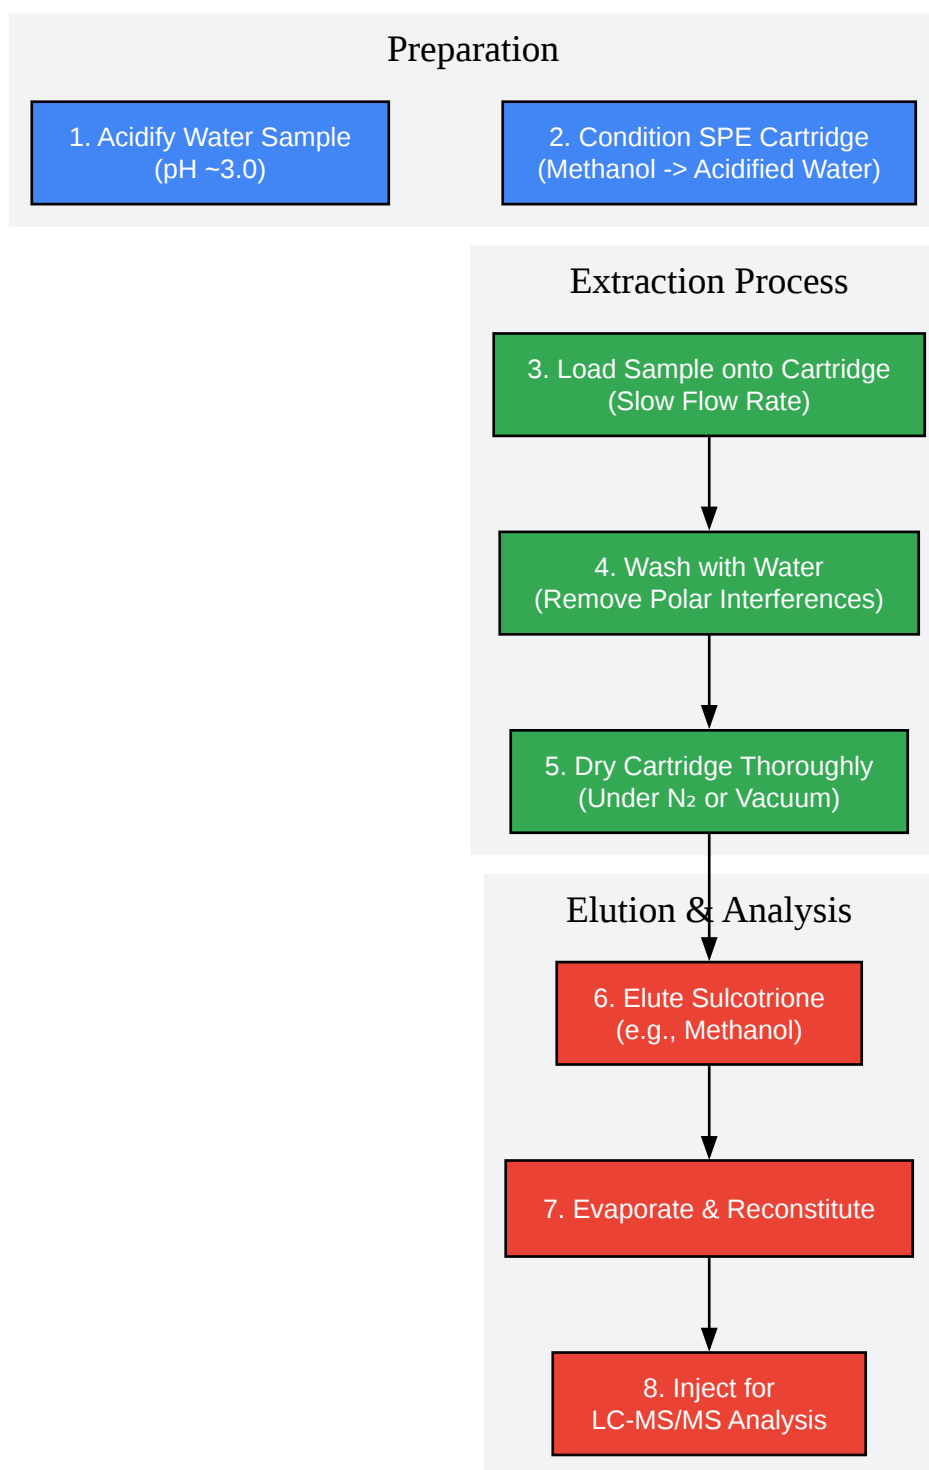 Preparation
1. Acidify Water Sample
(pH ~3.0)
2. Condition SPE Cartridge
(Methanol -> Acidified Water)
Extraction Process
3. Load Sample onto Cartridge
(Slow Flow Rate)
4. Wash with Water
(Remove Polar Interferences)
5. Dry Cartridge Thoroughly
(Under N₂ or Vacuum)
Elution & Analysis
6. Elute Sulcotrione
(e.g., Methanol)
7. Evaporate & Reconstitute
8. Inject for
LC-MS/MS Analysis